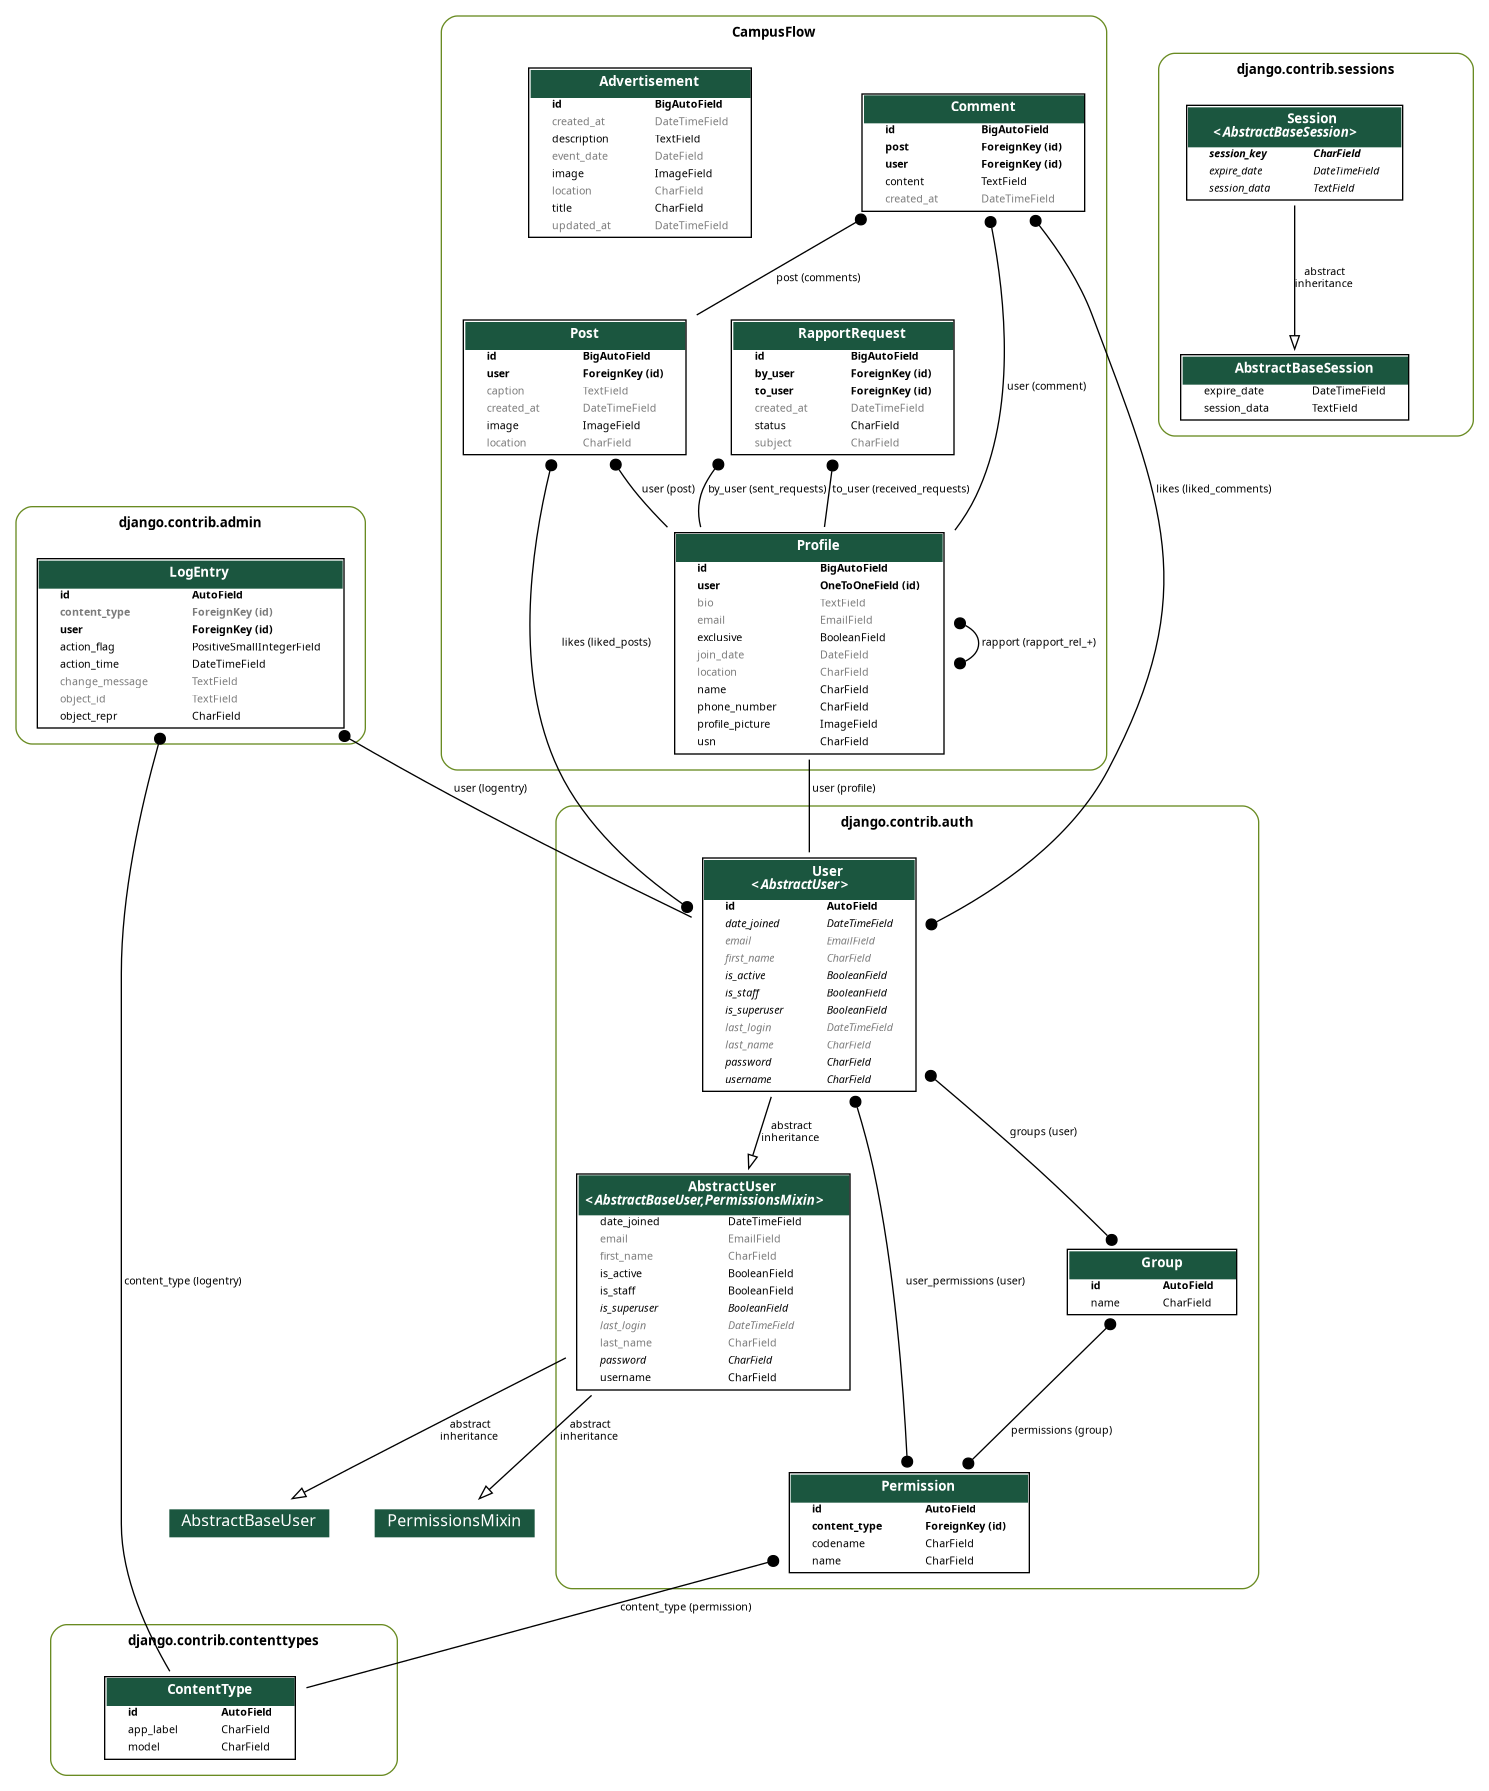 CampusFlow
Advertisement
id BigAutoField
created_at DateTimeField
description TextField
event_date DateField
image ImageField
location CharField
title CharField
updated_at DateTimeField
Comment
id BigAutoField
post ForeignKey (id)
user ForeignKey (id)
content TextField
created_at DateTimeField
django.contrib.sessions
Session
<AbstractBaseSession>
session_key CharField
expire_date DateTimeField
session_data TextField
abstract
inheritance
AbstractBaseSession
expire_date DateTimeField
session_data TextField
post (comments)
Post
id BigAutoField
user ForeignKey (id)
caption TextField
created_at DateTimeField
image ImageField
location CharField
RapportRequest
id BigAutoField
by_user ForeignKey (id)
to_user ForeignKey (id)
created_at DateTimeField
status CharField
subject CharField
user (comment)
user (post)
by_user (sent_requests)
to_user (received_requests)
likes (liked_comments)
Profile
id BigAutoField
user OneToOneField (id)
bio TextField
email EmailField
exclusive BooleanField
join_date DateField
location CharField
name CharField
phone_number CharField
profile_picture ImageField
usn CharField
likes (liked_posts)
rapport (rapport_rel_+)
django.contrib.admin
LogEntry
id AutoField
content_type ForeignKey (id)
user ForeignKey (id)
action_flag PositiveSmallIntegerField
action_time DateTimeField
change_message TextField
object_id TextField
object_repr CharField
user (logentry)
user (profile)
django.contrib.auth
User
<AbstractUser>
id AutoField
date_joined DateTimeField
email EmailField
first_name CharField
is_active BooleanField
is_staff BooleanField
is_superuser BooleanField
last_login DateTimeField
last_name CharField
password CharField
username CharField
abstract
inheritance
groups (user)
AbstractUser
<AbstractBaseUser,PermissionsMixin>
date_joined DateTimeField
email EmailField
first_name CharField
is_active BooleanField
is_staff BooleanField
is_superuser BooleanField
last_login DateTimeField
last_name CharField
password CharField
username CharField
user_permissions (user)
Group
id AutoField
name CharField
content_type (logentry)
abstract
inheritance
abstract
inheritance
permissions (group)
AbstractBaseUser
PermissionsMixin
Permission
id AutoField
content_type ForeignKey (id)
codename CharField
name CharField
content_type (permission)
django.contrib.contenttypes
ContentType
id AutoField
app_label CharField
model CharField